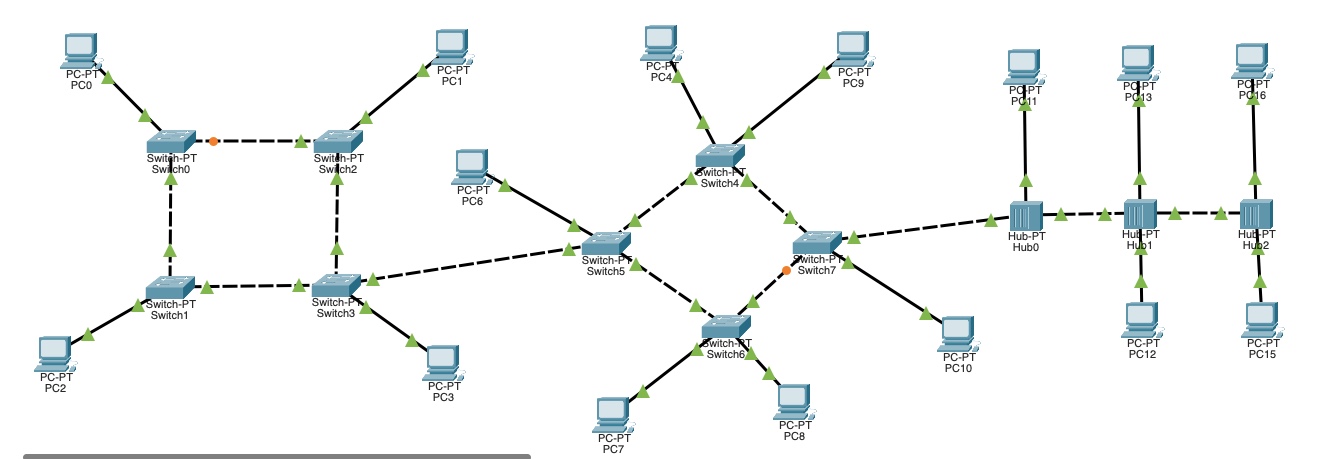 PC-PT
PC0
PC-PT
PC1
PC-PT
PC4
PC-PT
PC9
PC-PT
PC11
PC-PT
PC13
PC-PT
PC16
Switch-PT
Switch0
Switch-PT
Switch2
PC-PT
PC6
Switch-PT
Switch4
Switch-PT
Switch5
Switch-PT
Switch7
Hub-PT
Hub0
Hub-PT
Hub1
Hub-PT
Hub2
Switch-PT
Switch1
Switch-PT
Switch3
Switch-PT
Switch6
PC-PT
PC2
PC-PT
PC3
PC-PT
PC10
PC-PT
PC12
PC-PT
PC15
PC-PT
PC7
PC-PT
PC8